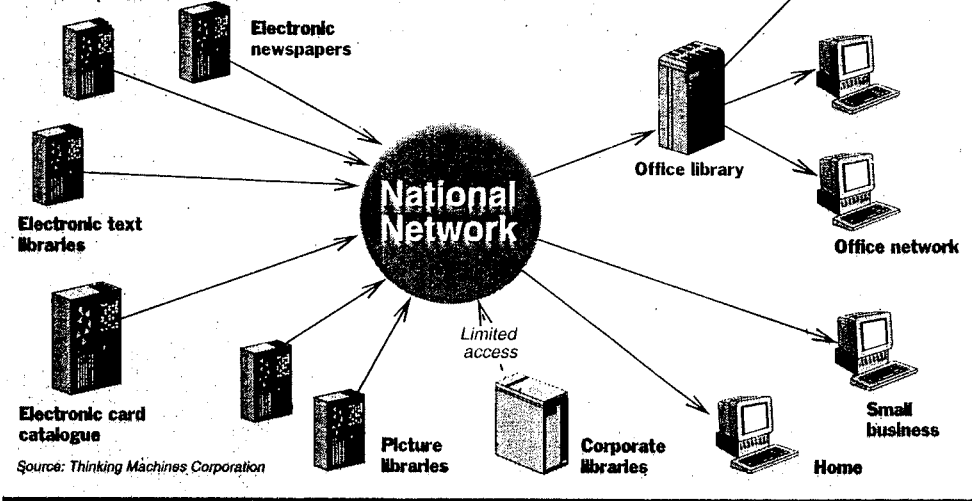 Electronic
newspapers
Office library
National
Network
Electronic text
libraries
Office network
Limited
access
Electronic card
catalogue
Picture
libraries
Corporate
libraries
Small
business
Home
Source: Thinking Machines Corporation